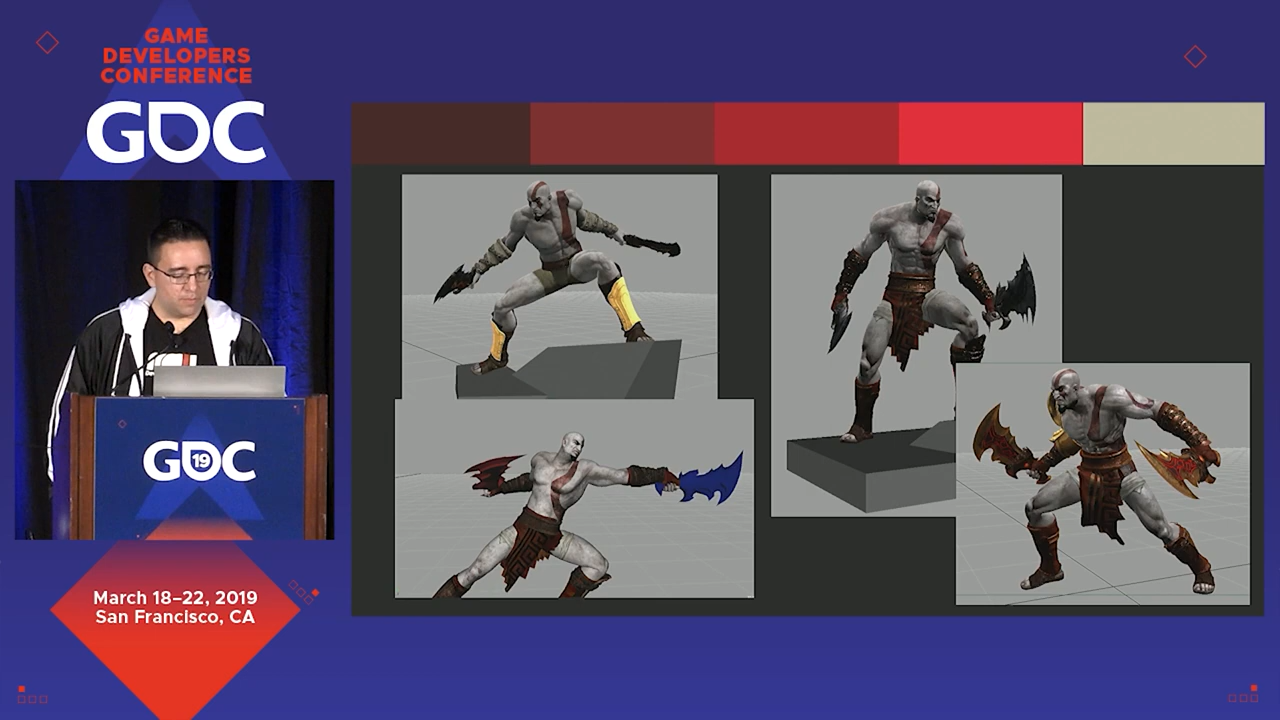 GAME
DEVELOPERS
CONFERENCE
GDC
GDC
19
March 18–22, 2019
San Francisco, CA